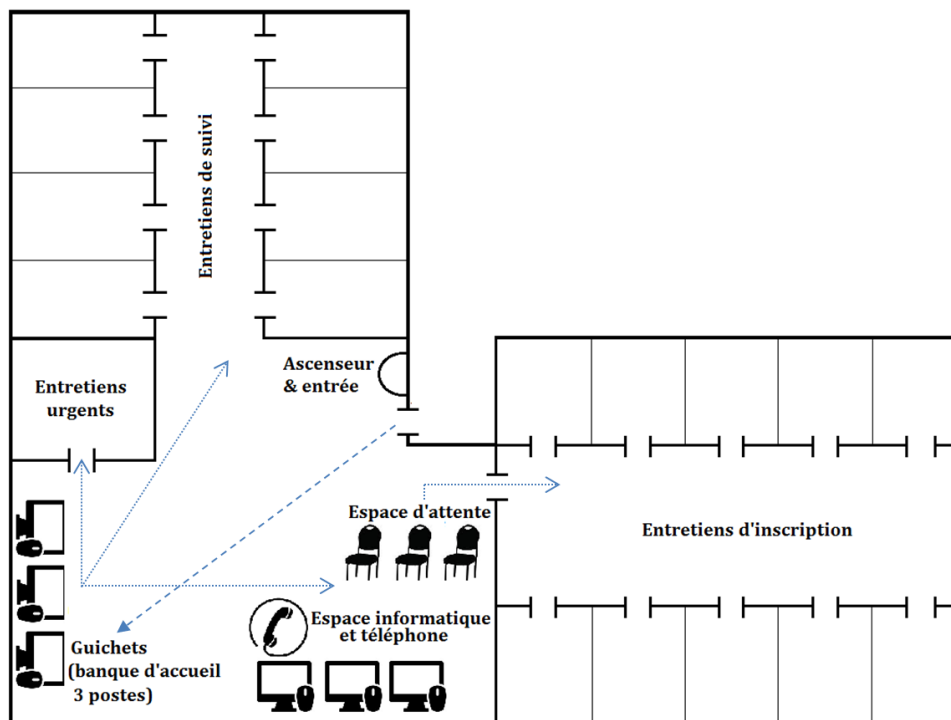 Entretiens de suivi
Ascenseur
& entrée
Entretiens
urgents
Espace d'attente
Entretiens d'inscription
Espace informatique
et téléphone
Guichets
(banque d'accueil
3 postes)